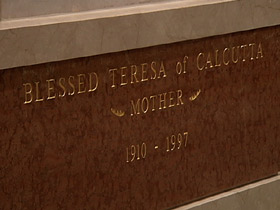 BLESSED TERESA of CALCUTTA
MOTHER
1910 - 1997